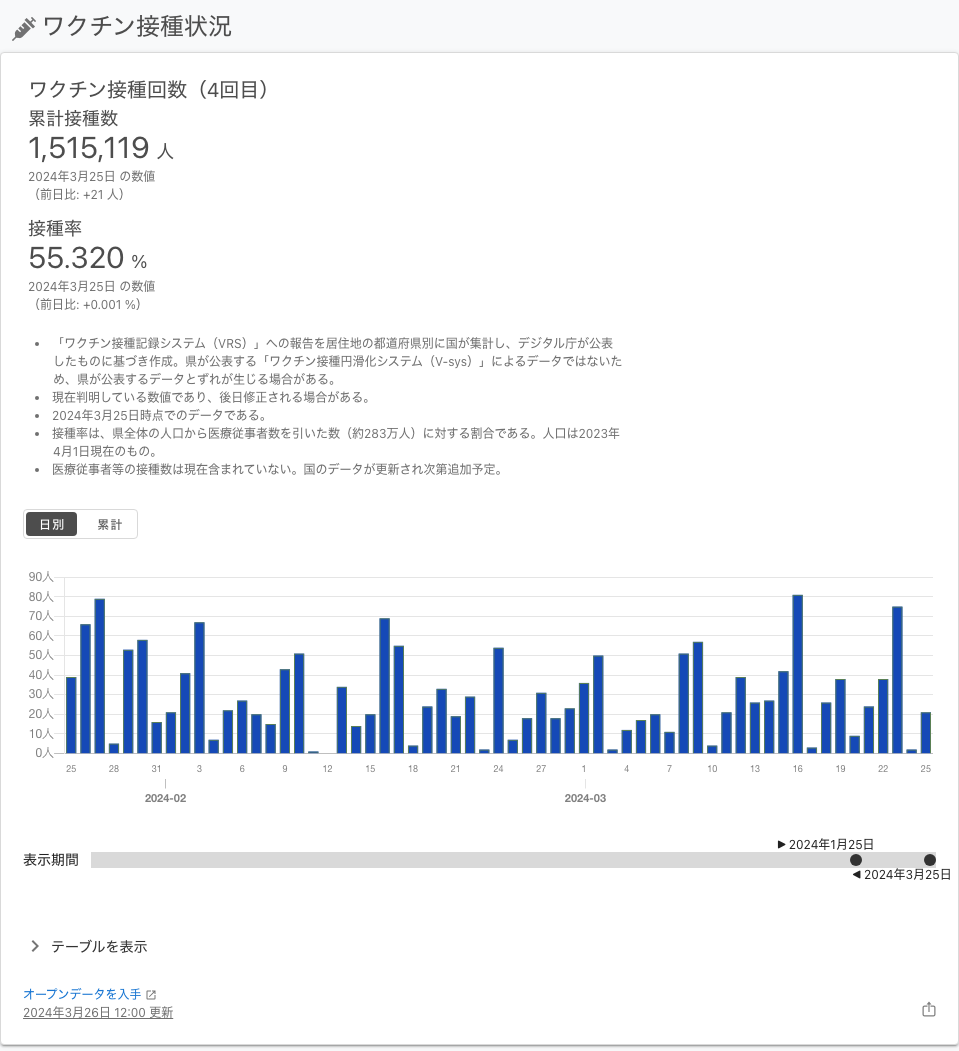 ワクチン接種状況
ワクチン接種回数（4回目）
累計接種数
1,515,119 人
2024年3月25日 の数値
（前日比: +21 人）
接種率
55.320 %
2024年3月25日 の数値
（前日比: +0.001 %）
• 「ワクチン接種記録システム（VRS）」への報告を居住地の都道府県別に国が集計し、デジタル庁が公表
したものに基づき作成。県が公表する「ワクチン接種円滑化システム（V-sys）」によるデータではないた
め、県が公表するデータとずれが生じる場合がある。
• 現在判明している数値であり、後日修正される場合がある。
• 2024年3月25日時点でのデータである。
• 接種率は、県全体の人口から医療従事者数を引いた数（約283万人）に対する割合である。人口は2023年
4月1日現在のもの。
• 医療従事者等の接種数は現在含まれていない。国のデータが更新され次第追加予定。
日別 累計
90人
80人
70人
60人
50人
40人
30人
20人
10人
0人
25 28 31 3 6 9 12 15 18 21 24 27 1 4 7 10 13 16 19 22 25
2024-02 2024-03
▶ 2024年1月25日
表示期間
◀ 2024年3月25日
テーブルを表示
オープンデータを入手
2024年3月26日 12:00 更新